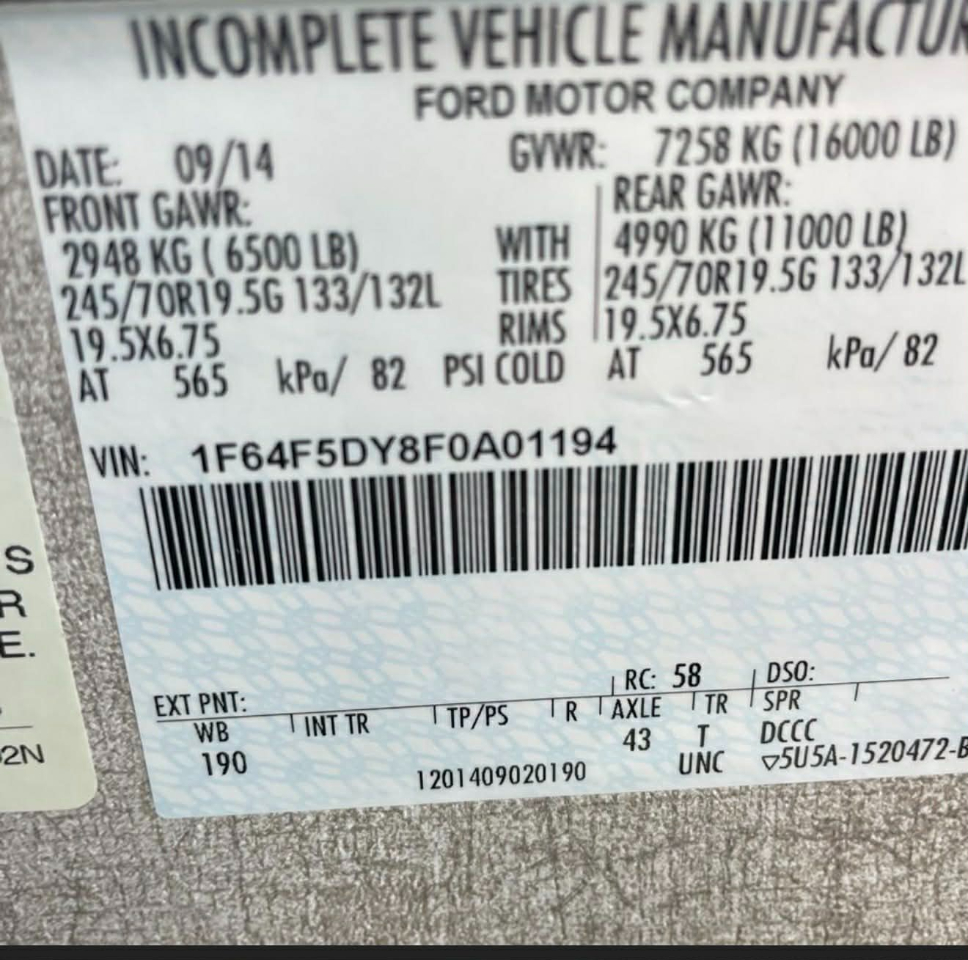 INCOMPLETE VEHICLE MANUFACTUR
FORD MOTOR COMPANY
DATE: 09/14 GVWR: 7258 KG (16000 LB)
FRONT GAWR: REAR GAWR:
2948 KG ( 6500 LB) WITH 4990 KG (11000 LB)
245/70R19.5G 133/132L TIRES 245/70R19.5G 133/132L
19.5X6.75 RIMS 19.5X6.75
AT 565 kPa/ 82 PSI COLD AT 565 kPa/ 82
VIN: 1F64F5DY8F0A01194
S
R
E.
2N
EXT PNT: RC: 58 DSO:
WB INT TR TP/PS R AXLE TR SPR
190 43 T DCCC
1201409020190 UNC ▽5U5A-1520472-B